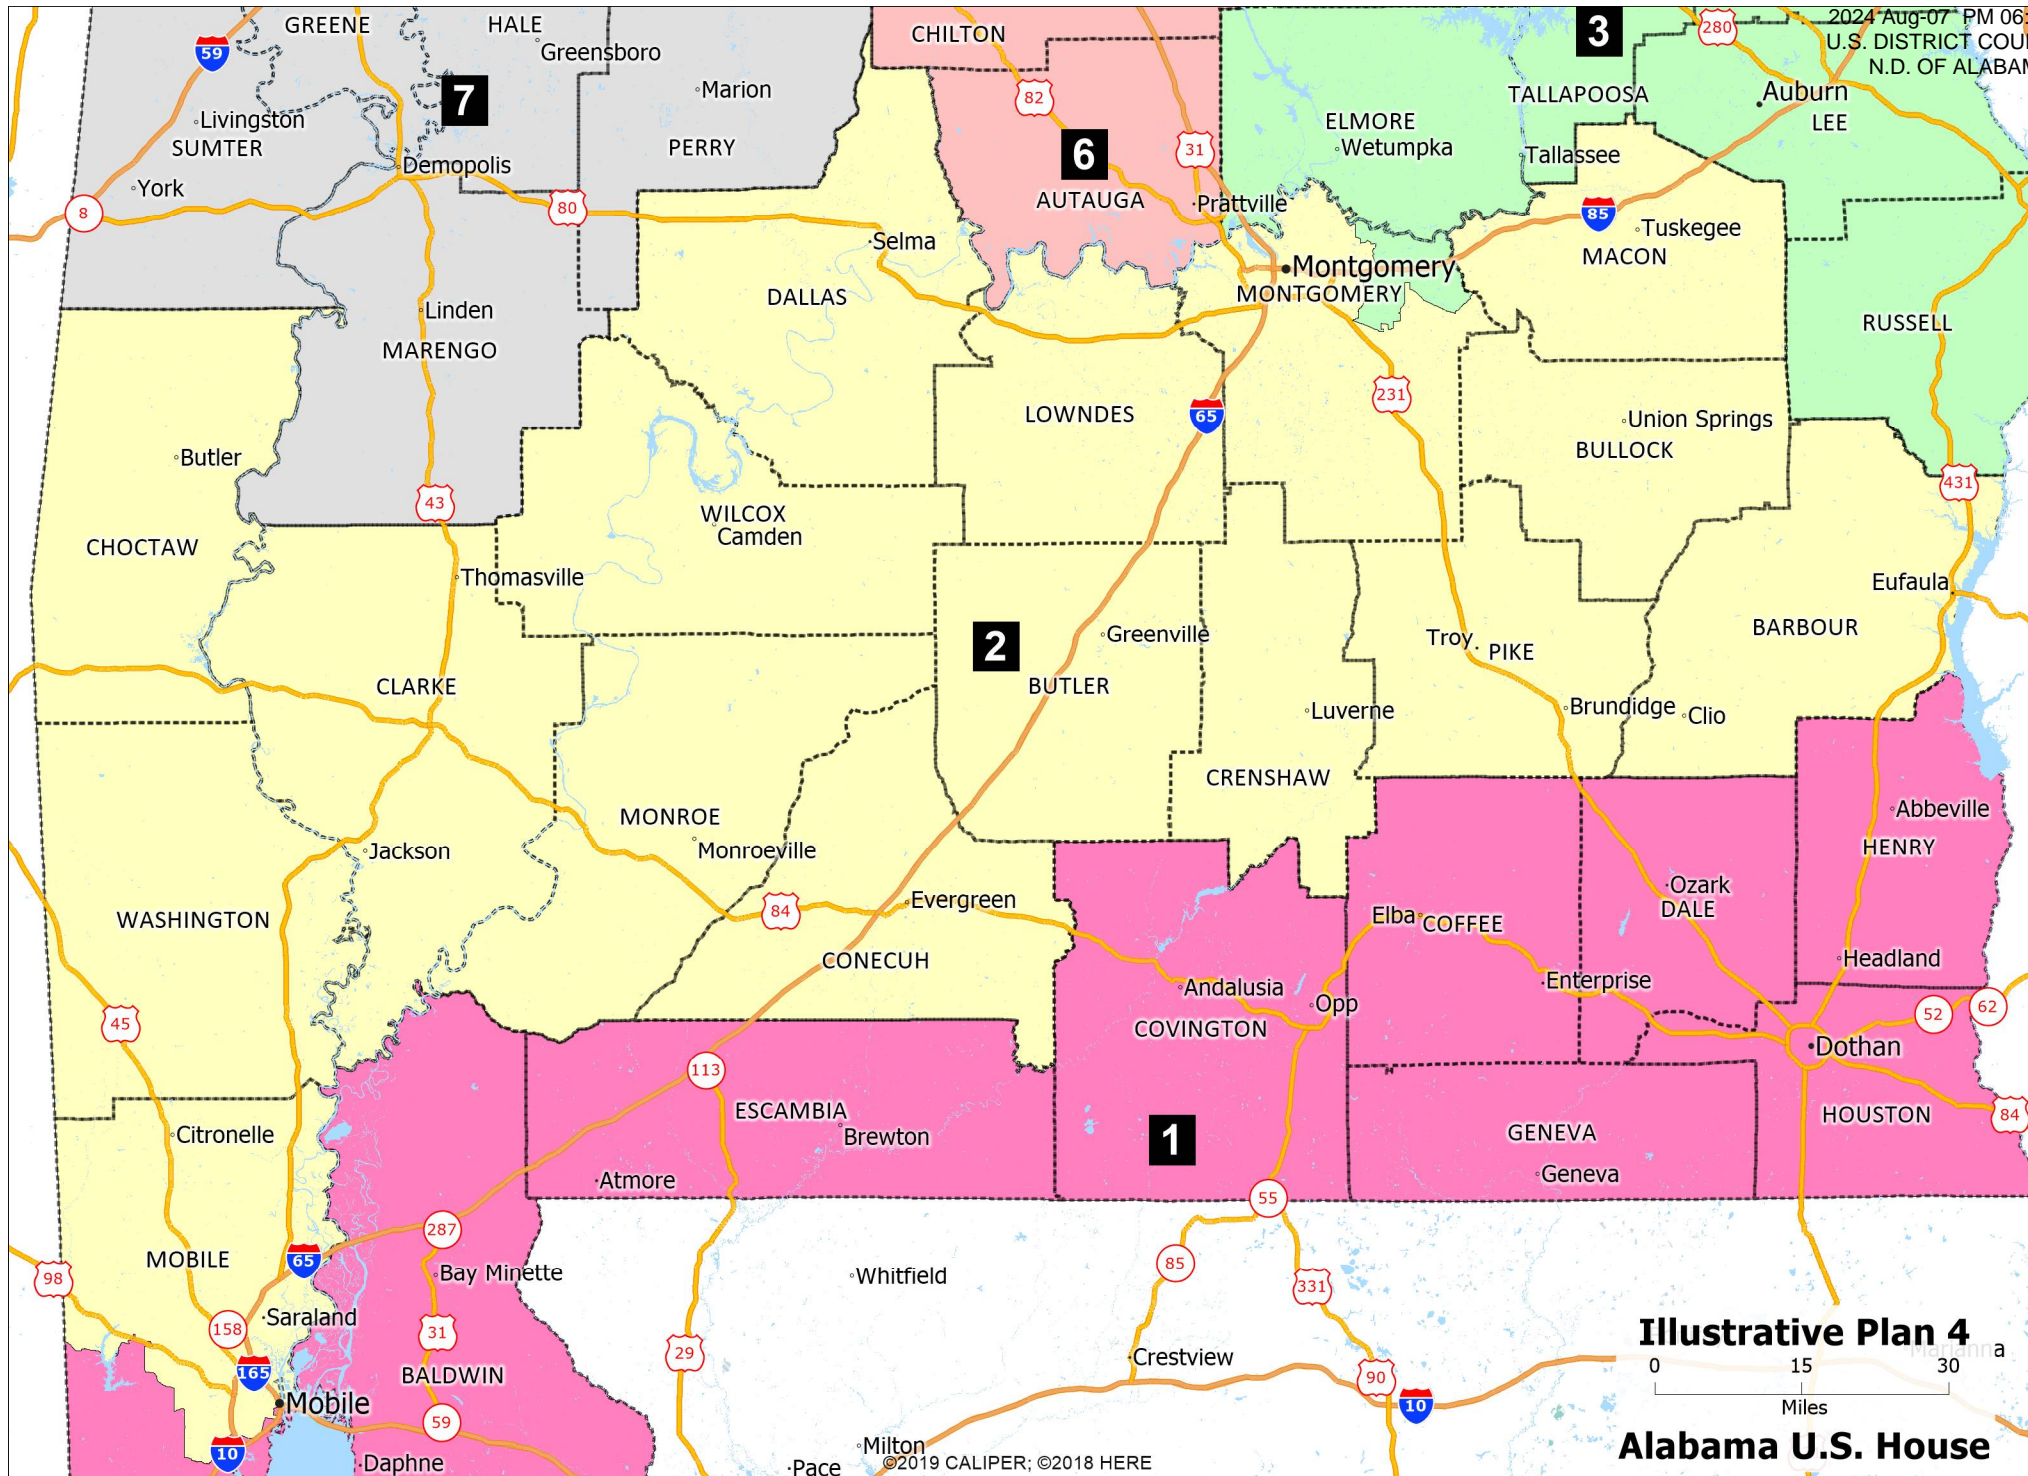 GREENE
HALE
Greensboro
CHILTON
3
280
2024 Aug-07 PM 06:
U.S. DISTRICT COU
N.D. OF ALABAM
59
7
Marion
82
TALLAPOOSA
Auburn
LEE
Livingston
SUMTER
PERRY
6
31
ELMORE
Wetumpka
Tallassee
Demopolis
York
8
80
AUTAUGA
Prattville
85
Tuskegee
MACON
Selma
Montgomery
MONTGOMERY
DALLAS
Linden
MARENGO
RUSSELL
231
65
LOWNDES
Union Springs
BULLOCK
Butler
43
431
WILCOX
Camden
CHOCTAW
Thomasville
Eufaula
2
Greenville
Troy
PIKE
BARBOUR
CLARKE
BUTLER
Luverne
Brundidge
Clio
CRENSHAW
MONROE
Monroeville
Abbeville
HENRY
Jackson
84
Evergreen
Ozark
DALE
WASHINGTON
Elba
COFFEE
CONECUH
Headland
Andalusia
Opp
Enterprise
45
COVINGTON
52
62
Dothan
113
ESCAMBIA
Brewton
1
GENEVA
Geneva
HOUSTON
84
Citronelle
Atmore
55
287
MOBILE
65
Bay Minette
98
Whitfield
85
331
Saraland
158
31
29
Crestview
Illustrative Plan 4
Marianna
0 15 30
Miles
165
BALDWIN
90
10
Mobile
59
10
Daphne
Milton
Pace
©2019 CALIPER; ©2018 HERE
Alabama U.S. House